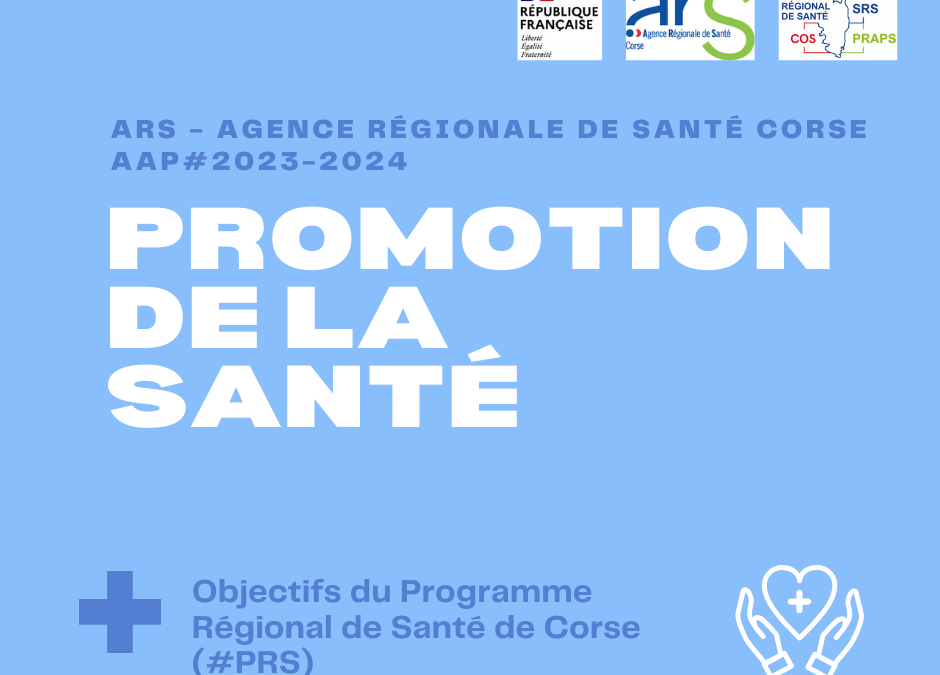 RÉPUBLIQUE
FRANÇAISE
Liberté
Égalité
Fraternité
ars
Agence Régionale de Santé
Corse
RÉGIONAL
DE SANTÉ
SRS
COS
PRAPS
ARS - AGENCE RÉGIONALE DE SANTÉ CORSE
AAP#2023-2024
PROMOTION
DE LA
SANTÉ
Objectifs du Programme
Régional de Santé de Corse
(#PRS)